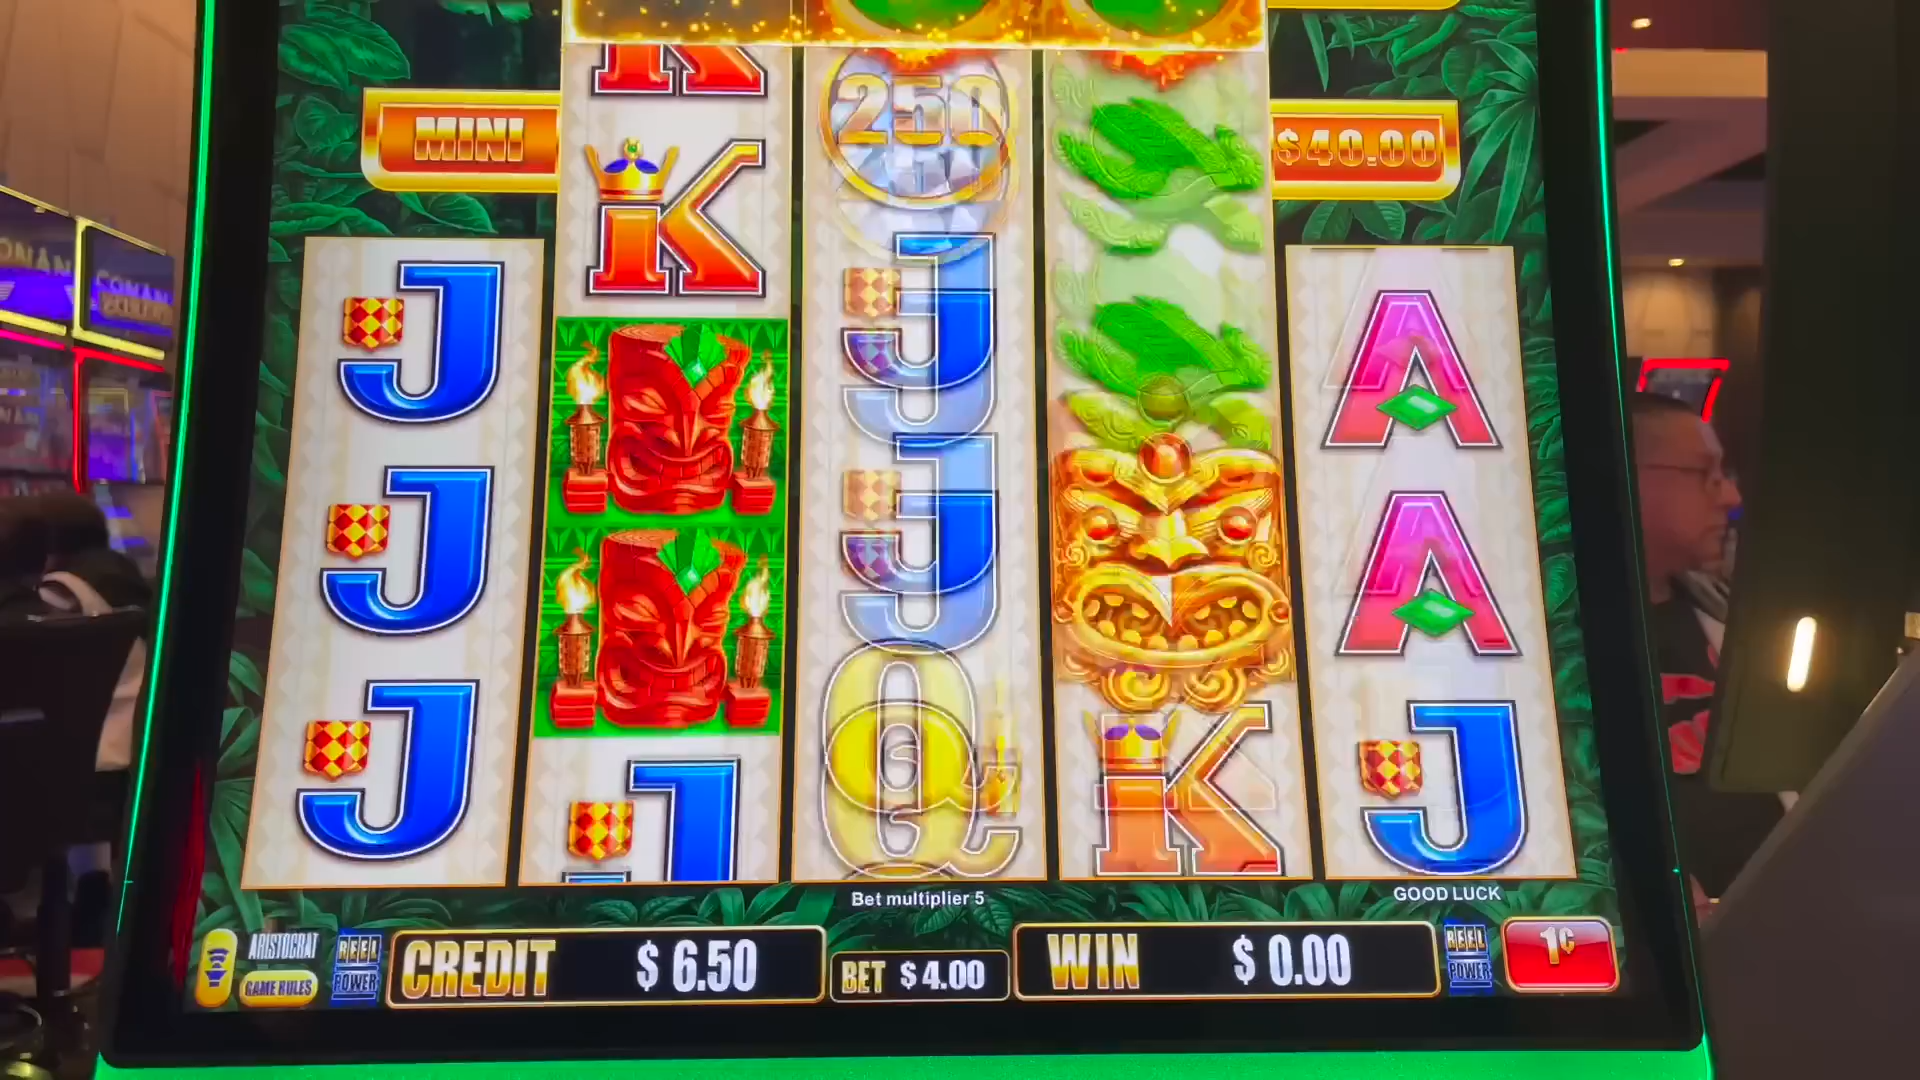 MINI
$40.00
250
K
K
J
J
J
J
J
J
Q
Q
K
A
A
J
Bet multiplier 5
GOOD LUCK
ARISTOCRAT
GAME RULES
REEL
POWER
CREDIT $6.50
BET $4.00
WIN $0.00
REEL
POWER
1¢
CONAN